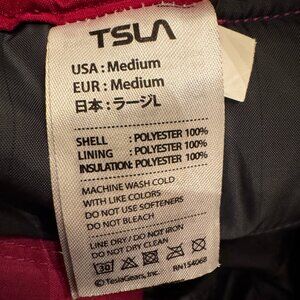 TSLA
USA : Medium
EUR : Medium
日本 : ラージL
SHELL : POLYESTER 100%
LINING : POLYESTER 100%
INSULATION: POLYESTER 100%
MACHINE WASH COLD
WITH LIKE COLORS
DO NOT USE SOFTENERS
DO NOT BLEACH
LINE DRY / DO NOT IRON
DO NOT DRY CLEAN
30
© TeslaGears, Inc. RN154068